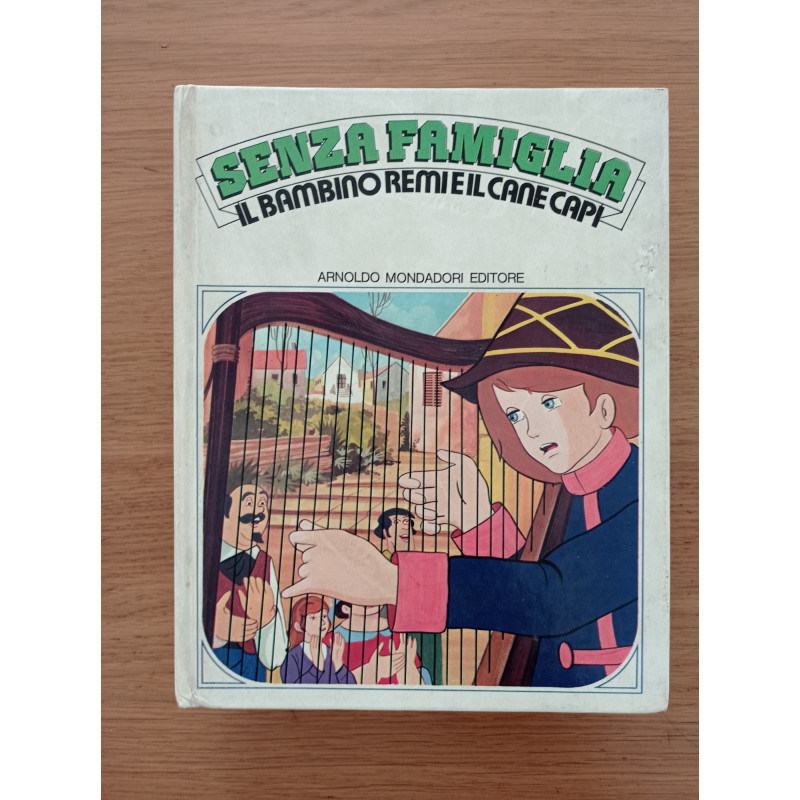 SENZA FAMIGLIA
IL BAMBINO REMI E IL CANE CAPI
ARNOLDO MONDADORI EDITORE